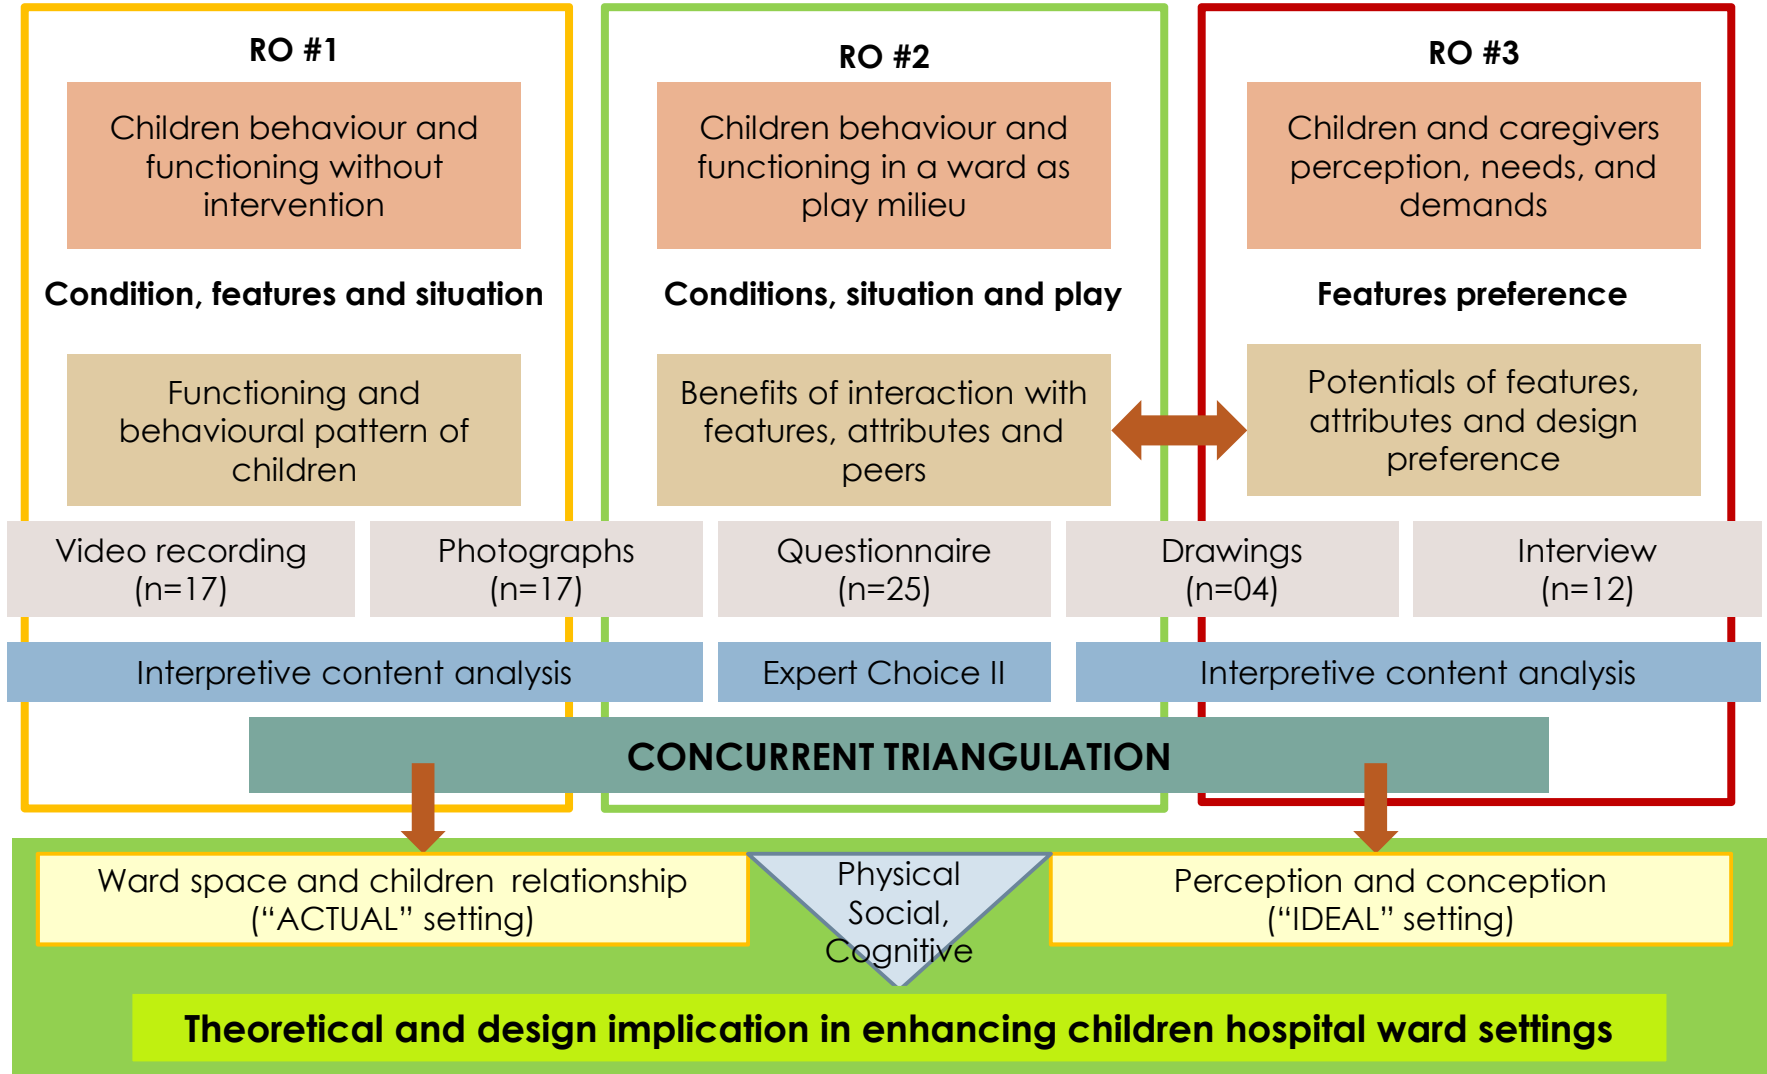 RO #1
Children behaviour and
functioning without
intervention
Condition, features and situation
Functioning and
behavioural pattern of
children
RO #2
Children behaviour and
functioning in a ward as
play milieu
Conditions, situation and play
Benefits of interaction with
features, attributes and
peers
RO #3
Children and caregivers
perception, needs, and
demands
Features preference
Potentials of features,
attributes and design
preference
Video recording
(n=17)
Photographs
(n=17)
Questionnaire
(n=25)
Drawings
(n=04)
Interview
(n=12)
Interpretive content analysis
Expert Choice II
Interpretive content analysis
CONCURRENT TRIANGULATION
Ward space and children  relationship
(“ACTUAL” setting)
Physical
Social,
Cognitive
Perception and conception
(“IDEAL” setting)
Theoretical and design implication in enhancing children hospital ward settings